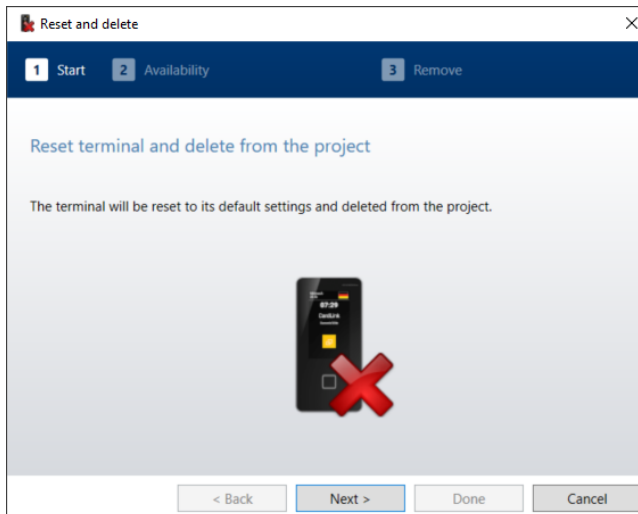 Reset and delete
1 Start 2 Availability 3 Remove
Reset terminal and delete from the project
The terminal will be reset to its default settings and deleted from the project.
07:29
CardLink
< Back Next > Done Cancel